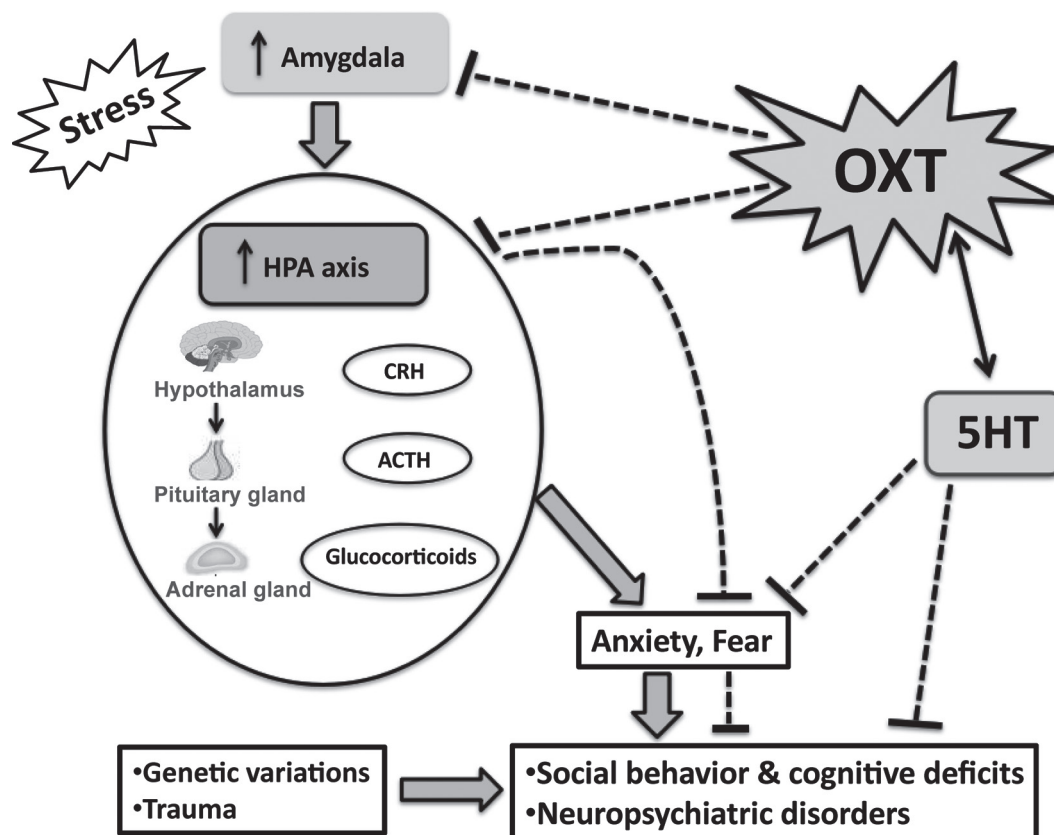 Stress
↑ Amygdala
OXT
↑ HPA axis
Hypothalamus
CRH
5HT
ACTH
Pituitary gland
Glucocorticoids
Adrenal gland
Anxiety, Fear
•Genetic variations
•Trauma
•Social behavior & cognitive deficits
•Neuropsychiatric disorders